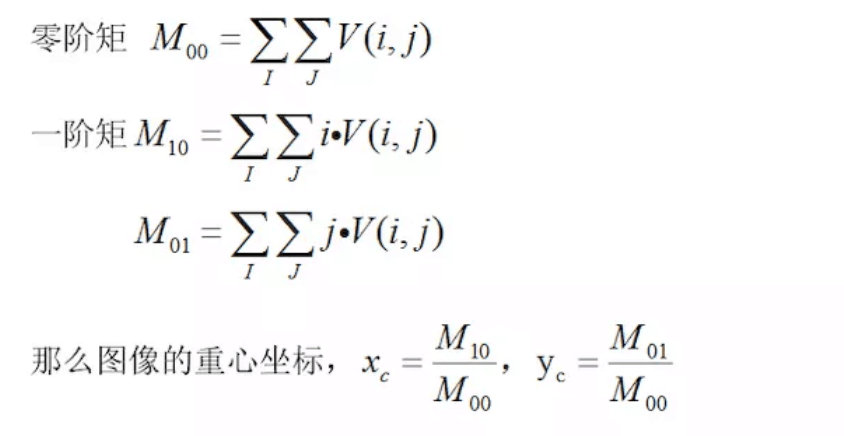 零阶矩 M₀₀ = ∑_I ∑_J V(i, j)
一阶矩 M₁₀ = ∑_I ∑_J i•V(i, j)
M₀₁ = ∑_I ∑_J j•V(i, j)
那么图像的重心坐标，x_c = M₁₀/M₀₀，y_c = M₀₁/M₀₀